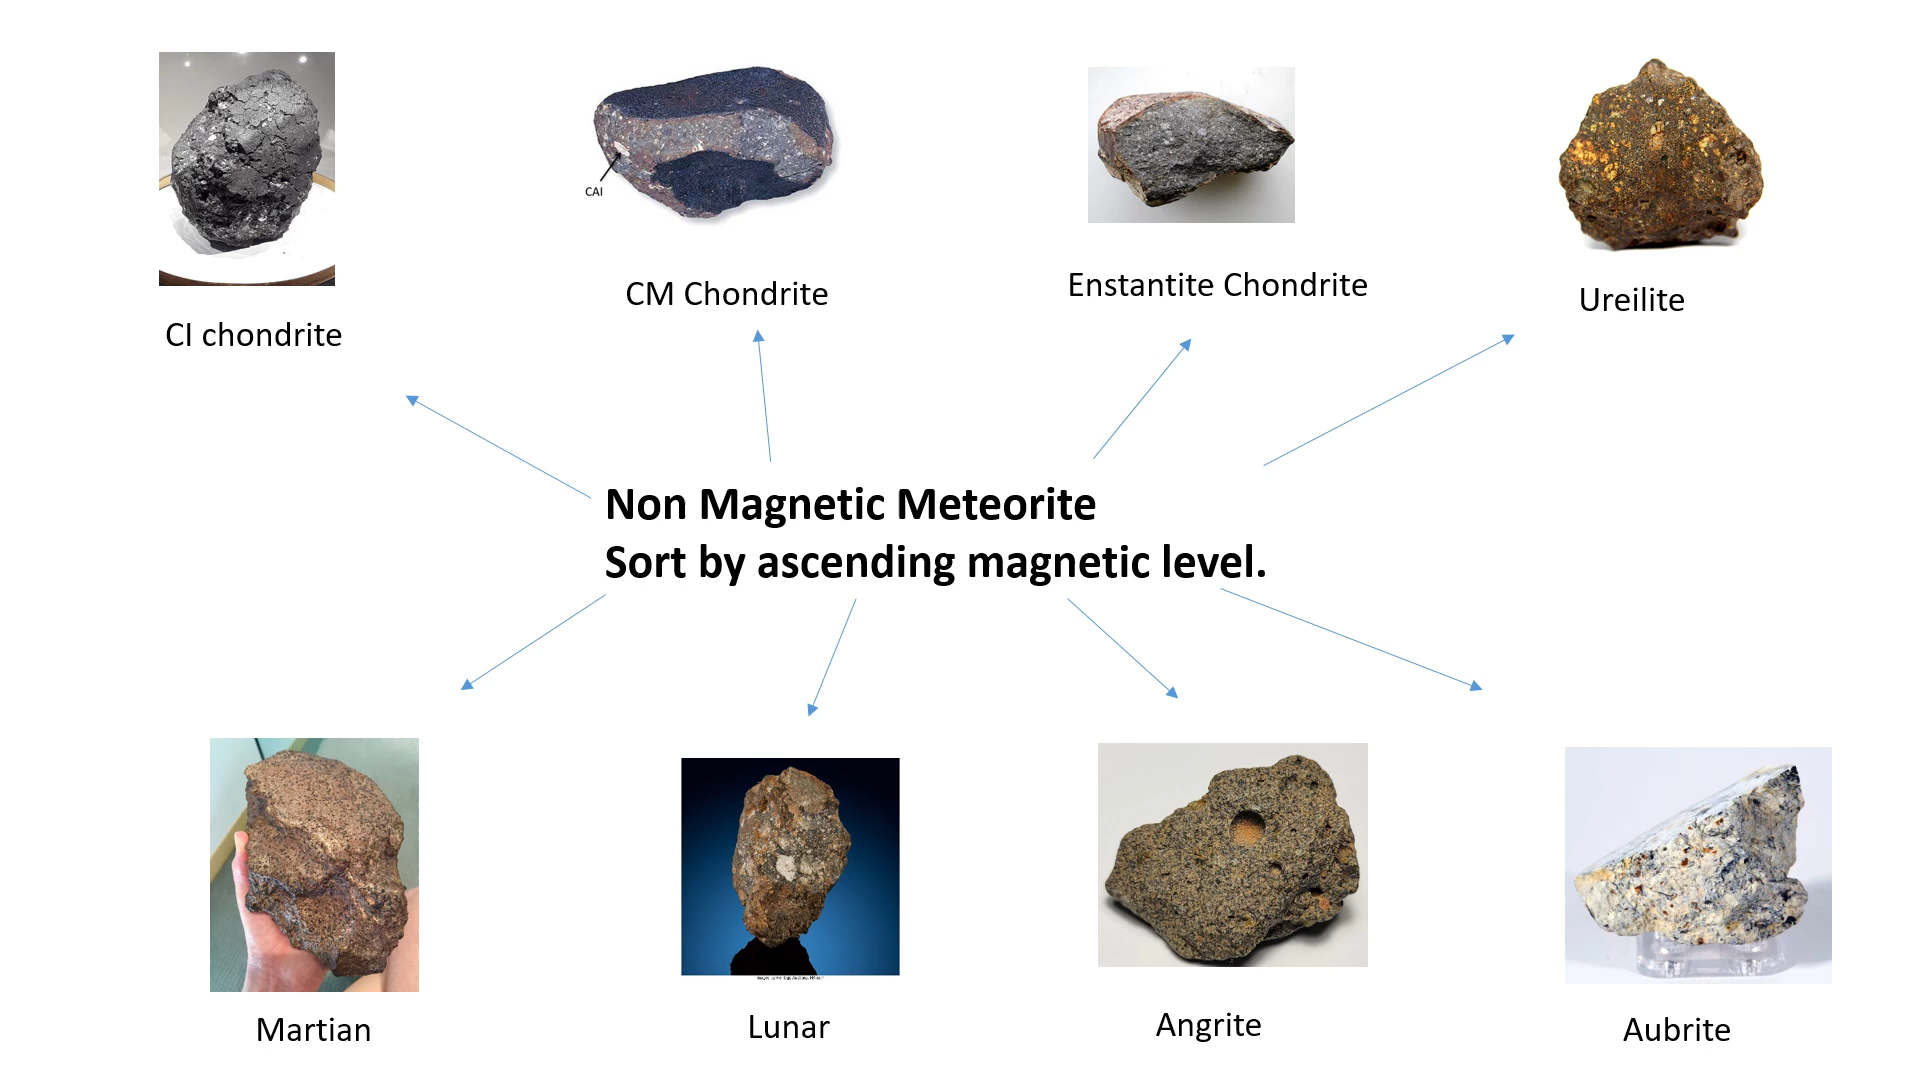 CAI
CI chondrite
CM Chondrite
Enstantite Chondrite
Ureilite
Non Magnetic Meteorite
Sort by ascending magnetic level.
Martian
Lunar
Angrite
Aubrite